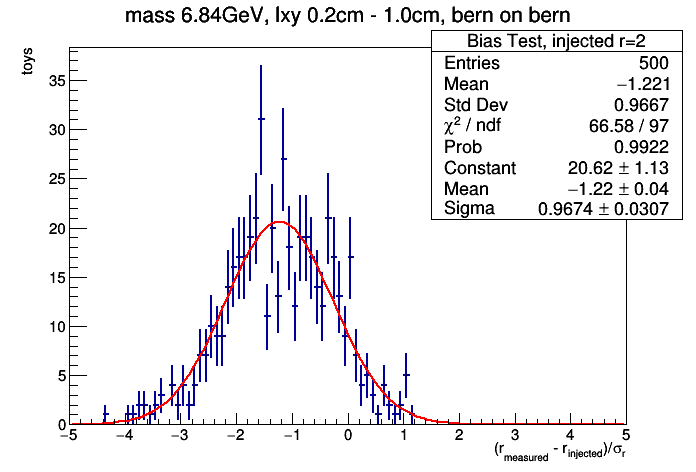 mass 6.84GeV, lxy 0.2cm - 1.0cm, bern on bern
toys
Bias Test, injected r=2
Entries 500
Mean −1.221
Std Dev 0.9667
χ² / ndf 66.58 / 97
Prob 0.9922
Constant 20.62 ± 1.13
Mean −1.22 ± 0.04
Sigma 0.9674 ± 0.0307
35
30
25
20
15
10
5
0
−5 −4 −3 −2 −1 0 1 2 3 4 5
(r_measured - r_injected)/σ_r